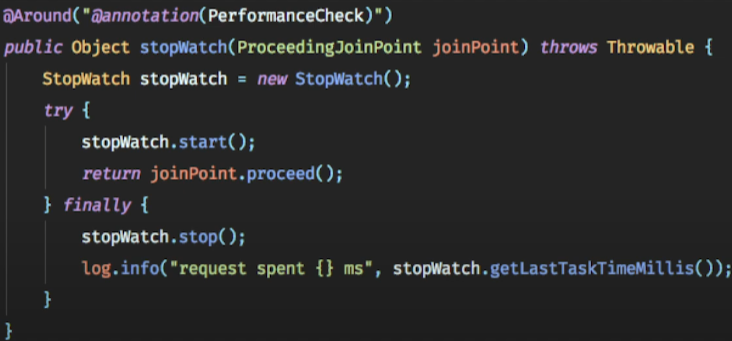 @Around("@annotation(PerformanceCheck)")
public Object stopWatch(ProceedingJoinPoint joinPoint) throws Throwable {
    StopWatch stopWatch = new StopWatch();
    try {
        stopWatch.start();
        return joinPoint.proceed();
    } finally {
        stopWatch.stop();
        log.info("request spent {} ms", stopWatch.getLastTaskTimeMillis());
    }
}